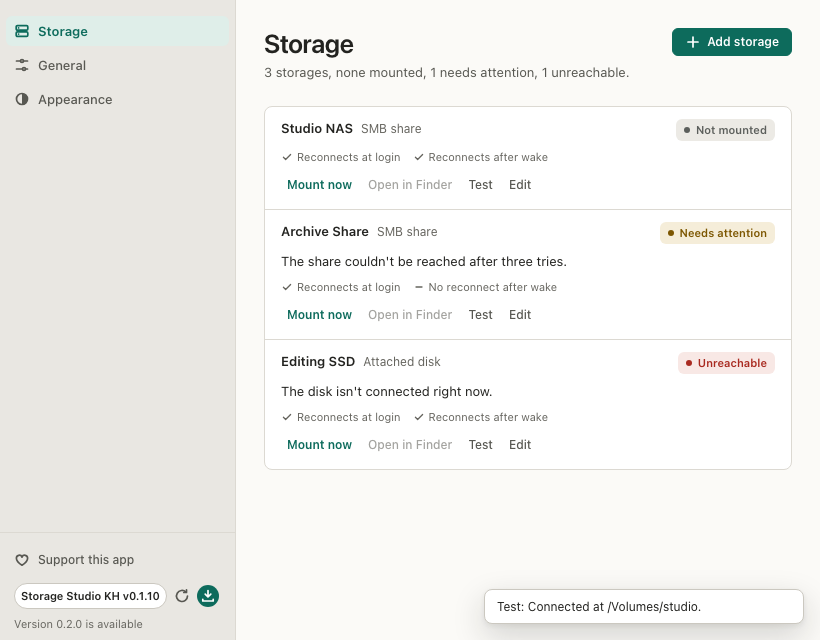 Storage
General
Appearance
Support this app
Storage Studio KH v0.1.10
Version 0.2.0 is available
Storage
Add storage
3 storages, none mounted, 1 needs attention, 1 unreachable.
Studio NAS SMB share
Not mounted
Reconnects at login Reconnects after wake
Mount now Open in Finder Test Edit
Archive Share SMB share
Needs attention
The share couldn't be reached after three tries.
Reconnects at login No reconnect after wake
Mount now Open in Finder Test Edit
Editing SSD Attached disk
Unreachable
The disk isn't connected right now.
Reconnects at login Reconnects after wake
Mount now Open in Finder Test Edit
Test: Connected at /Volumes/studio.